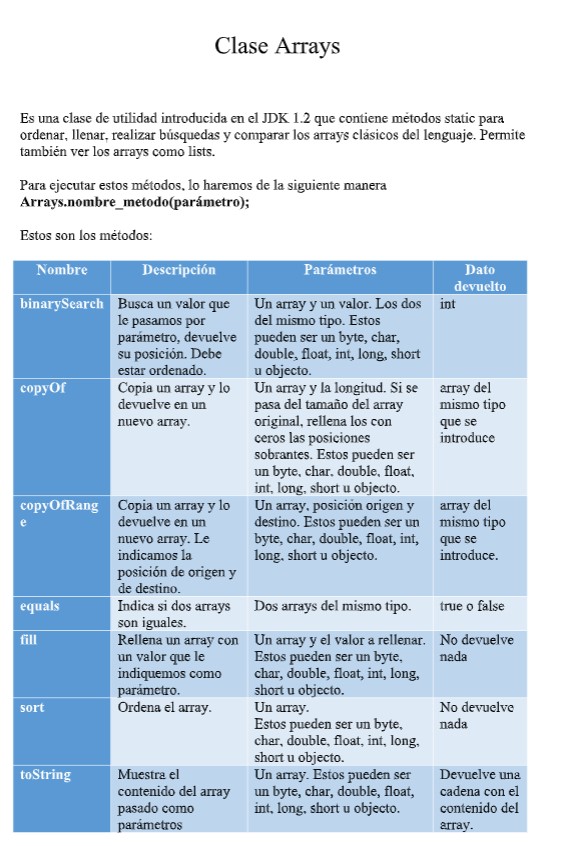 Clase Arrays
Es una clase de utilidad introducida en el JDK 1.2 que contiene métodos static para
ordenar, llenar, realizar búsquedas y comparar los arrays clásicos del lenguaje. Permite
también ver los arrays como lists.
Para ejecutar estos métodos, lo haremos de la siguiente manera
Arrays.nombre_metodo(parámetro);
Estos son los métodos:
Nombre
Descripción
Parámetros
Dato
devuelto
binarySearch
Busca un valor que
le pasamos por
parámetro, devuelve
su posición. Debe
estar ordenado.
Un array y un valor. Los dos
del mismo tipo. Estos
pueden ser un byte, char,
double, float, int, long, short
u objecto.
int
copyOf
Copia un array y lo
devuelve en un
nuevo array.
Un array y la longitud. Si se
pasa del tamaño del array
original, rellena los con
ceros las posiciones
sobrantes. Estos pueden ser
un byte, char, double, float,
int, long, short u objecto.
array del
mismo tipo
que se
introduce
copyOfRang
e
Copia un array y lo
devuelve en un
nuevo array. Le
indicamos la
posición de origen y
de destino.
Un array, posición origen y
destino. Estos pueden ser un
byte, char, double, float, int,
long, short u objecto.
array del
mismo tipo
que se
introduce.
equals
Indica si dos arrays
son iguales.
Dos arrays del mismo tipo.
true o false
fill
Rellena un array con
un valor que le
indiquemos como
parámetro.
Un array y el valor a rellenar.
Estos pueden ser un byte,
char, double, float, int, long,
short u objecto.
No devuelve
nada
sort
Ordena el array.
Un array.
Estos pueden ser un byte,
char, double, float, int, long,
short u objecto.
No devuelve
nada
toString
Muestra el
contenido del array
pasado como
parámetros
Un array. Estos pueden ser
un byte, char, double, float,
int, long, short u objecto.
Devuelve una
cadena con el
contenido del
array.